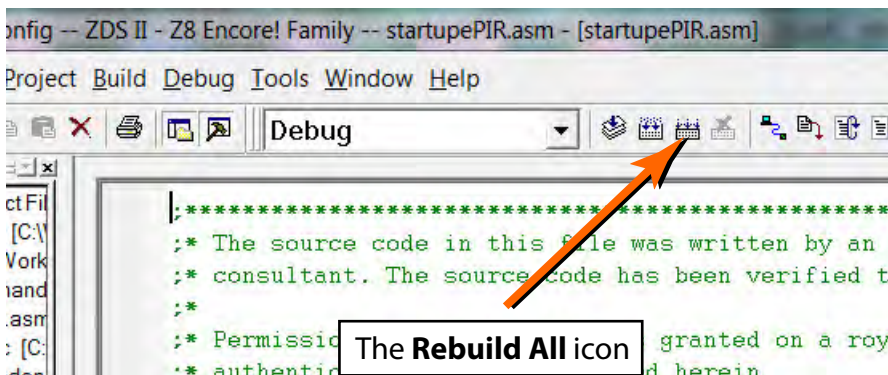 onfig -- ZDS II - Z8 Encore! Family -- startupePIR.asm - [startupePIR.asm]
Project Build Debug Tools Window Help
Debug
ct Fil
[C:\
Work
hand
.asm
[C:
;**************************************************
;* The source code in this file was written by an
;* consultant. The source code has been verified t
;*
;* Permissio granted on a roy
;* authentic d herein
The Rebuild All icon